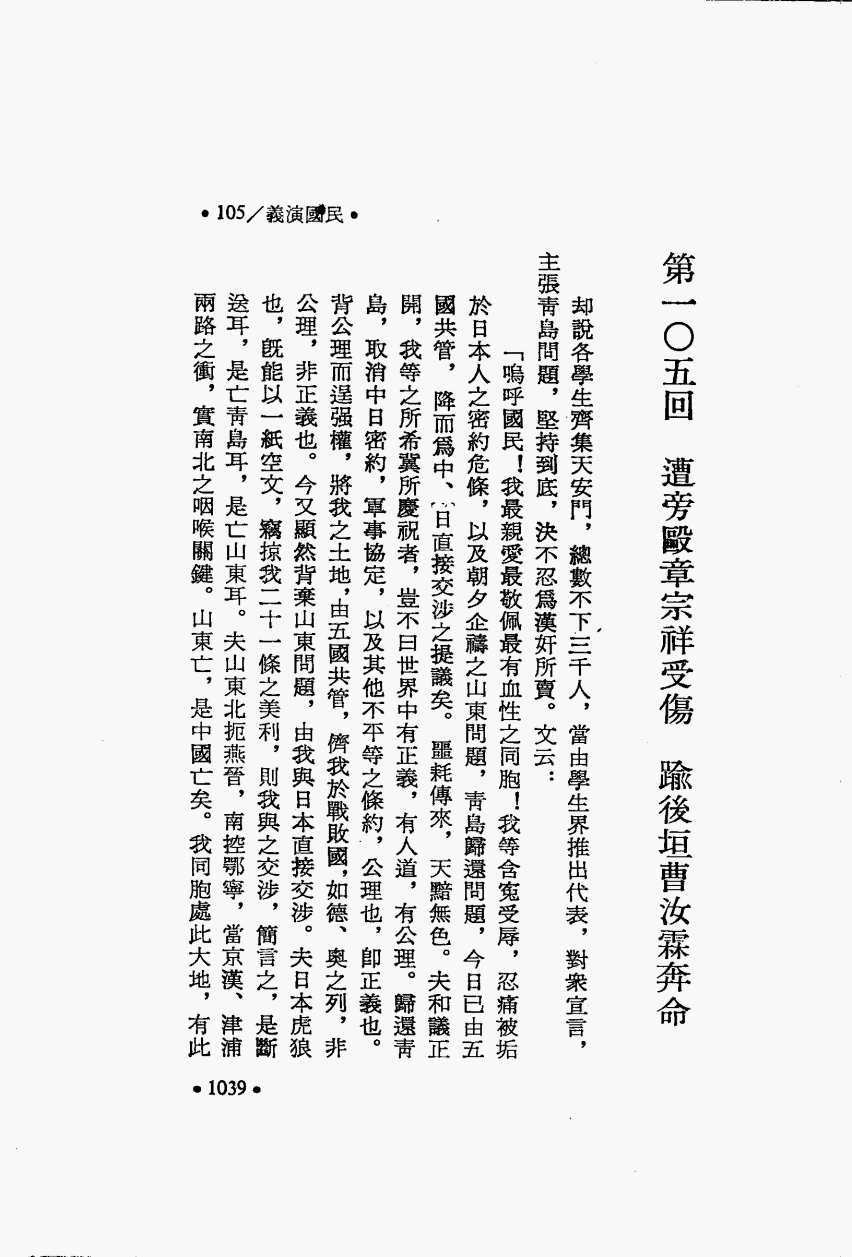 •105/義演國民•
第一〇五回　遭旁毆章宗祥受傷　踰後垣曹汝霖奔命
却說各學生齊集天安門，總數不下三千人，當由學生界推出代表，對衆宣言，
主張靑島問題，堅持到底，決不忍爲漢奸所賣。文云：
「嗚呼國民！我最親愛最敬佩最有血性之同胞！我等含寃受辱，忍痛被垢
於日本人之密約危條，以及朝夕企禱之山東問題，靑島歸還問題，今日已由五
國共管，降而爲中、日直接交涉之提議矣。噩耗傳來，天黯無色。夫和議正
開，我等之所希冀所慶祝者，豈不曰世界中有正義，有人道，有公理。歸還靑
島，取消中日密約，軍事協定，以及其他不平等之條約，公理也，卽正義也。
背公理而逞强權，將我之土地，由五國共管，儕我於戰敗國，如德、奧之列，非
公理，非正義也。今又顯然背棄山東問題，由我與日本直接交涉。夫日本虎狼
也，旣能以一紙空文，竊掠我二十一條之美利，則我與之交涉，簡言之，是斷
送耳，是亡靑島耳，是亡山東耳。夫山東北扼燕晉，南控鄂寧，當京漢、津浦
兩路之衝，實南北之咽喉關鍵。山東亡，是中國亡矣。我同胞處此大地，有此
•1039•